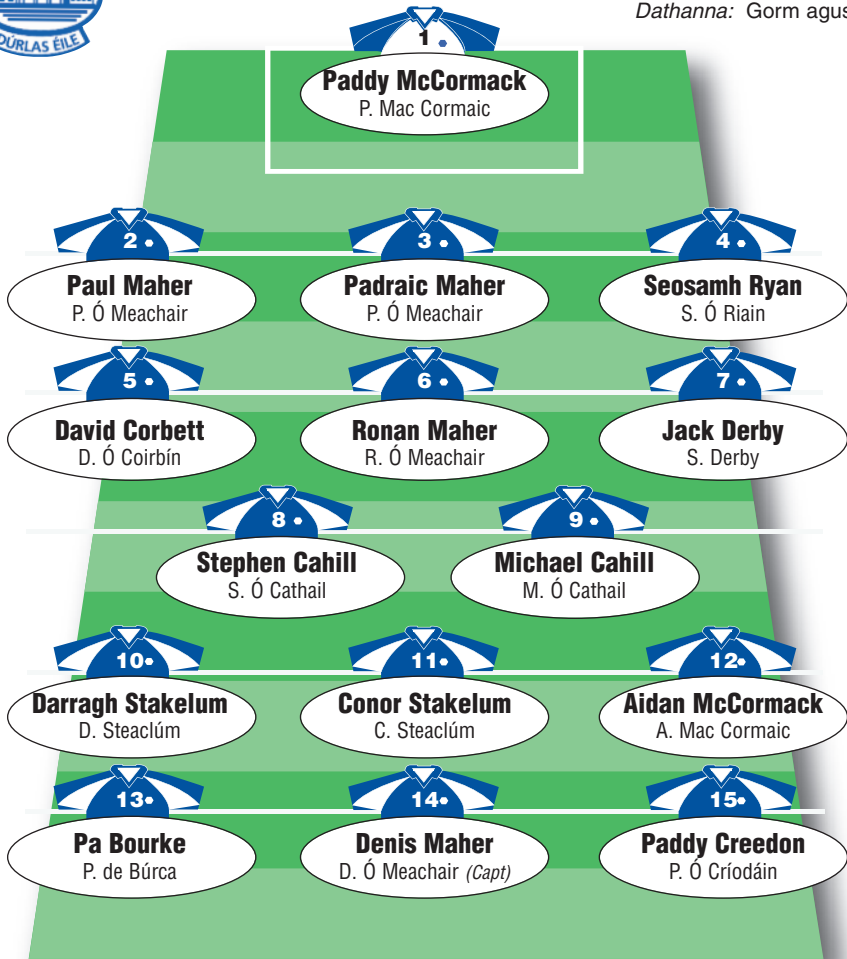 DÚRLAS ÉILE
Dathanna: Gorm agus
1
Paddy McCormack
P. Mac Cormaic
2
3
4
Paul Maher
Padraic Maher
Seosamh Ryan
P. Ó Meachair
P. Ó Meachair
S. Ó Riain
5
6
7
David Corbett
Ronan Maher
Jack Derby
D. Ó Coirbín
R. Ó Meachair
S. Derby
8
9
Stephen Cahill
Michael Cahill
S. Ó Cathail
M. Ó Cathail
10
11
12
Darragh Stakelum
Conor Stakelum
Aidan McCormack
D. Steaclúm
C. Steaclúm
A. Mac Cormaic
13
14
15
Pa Bourke
Denis Maher
Paddy Creedon
P. de Búrca
D. Ó Meachair (Capt)
P. Ó Críodáin